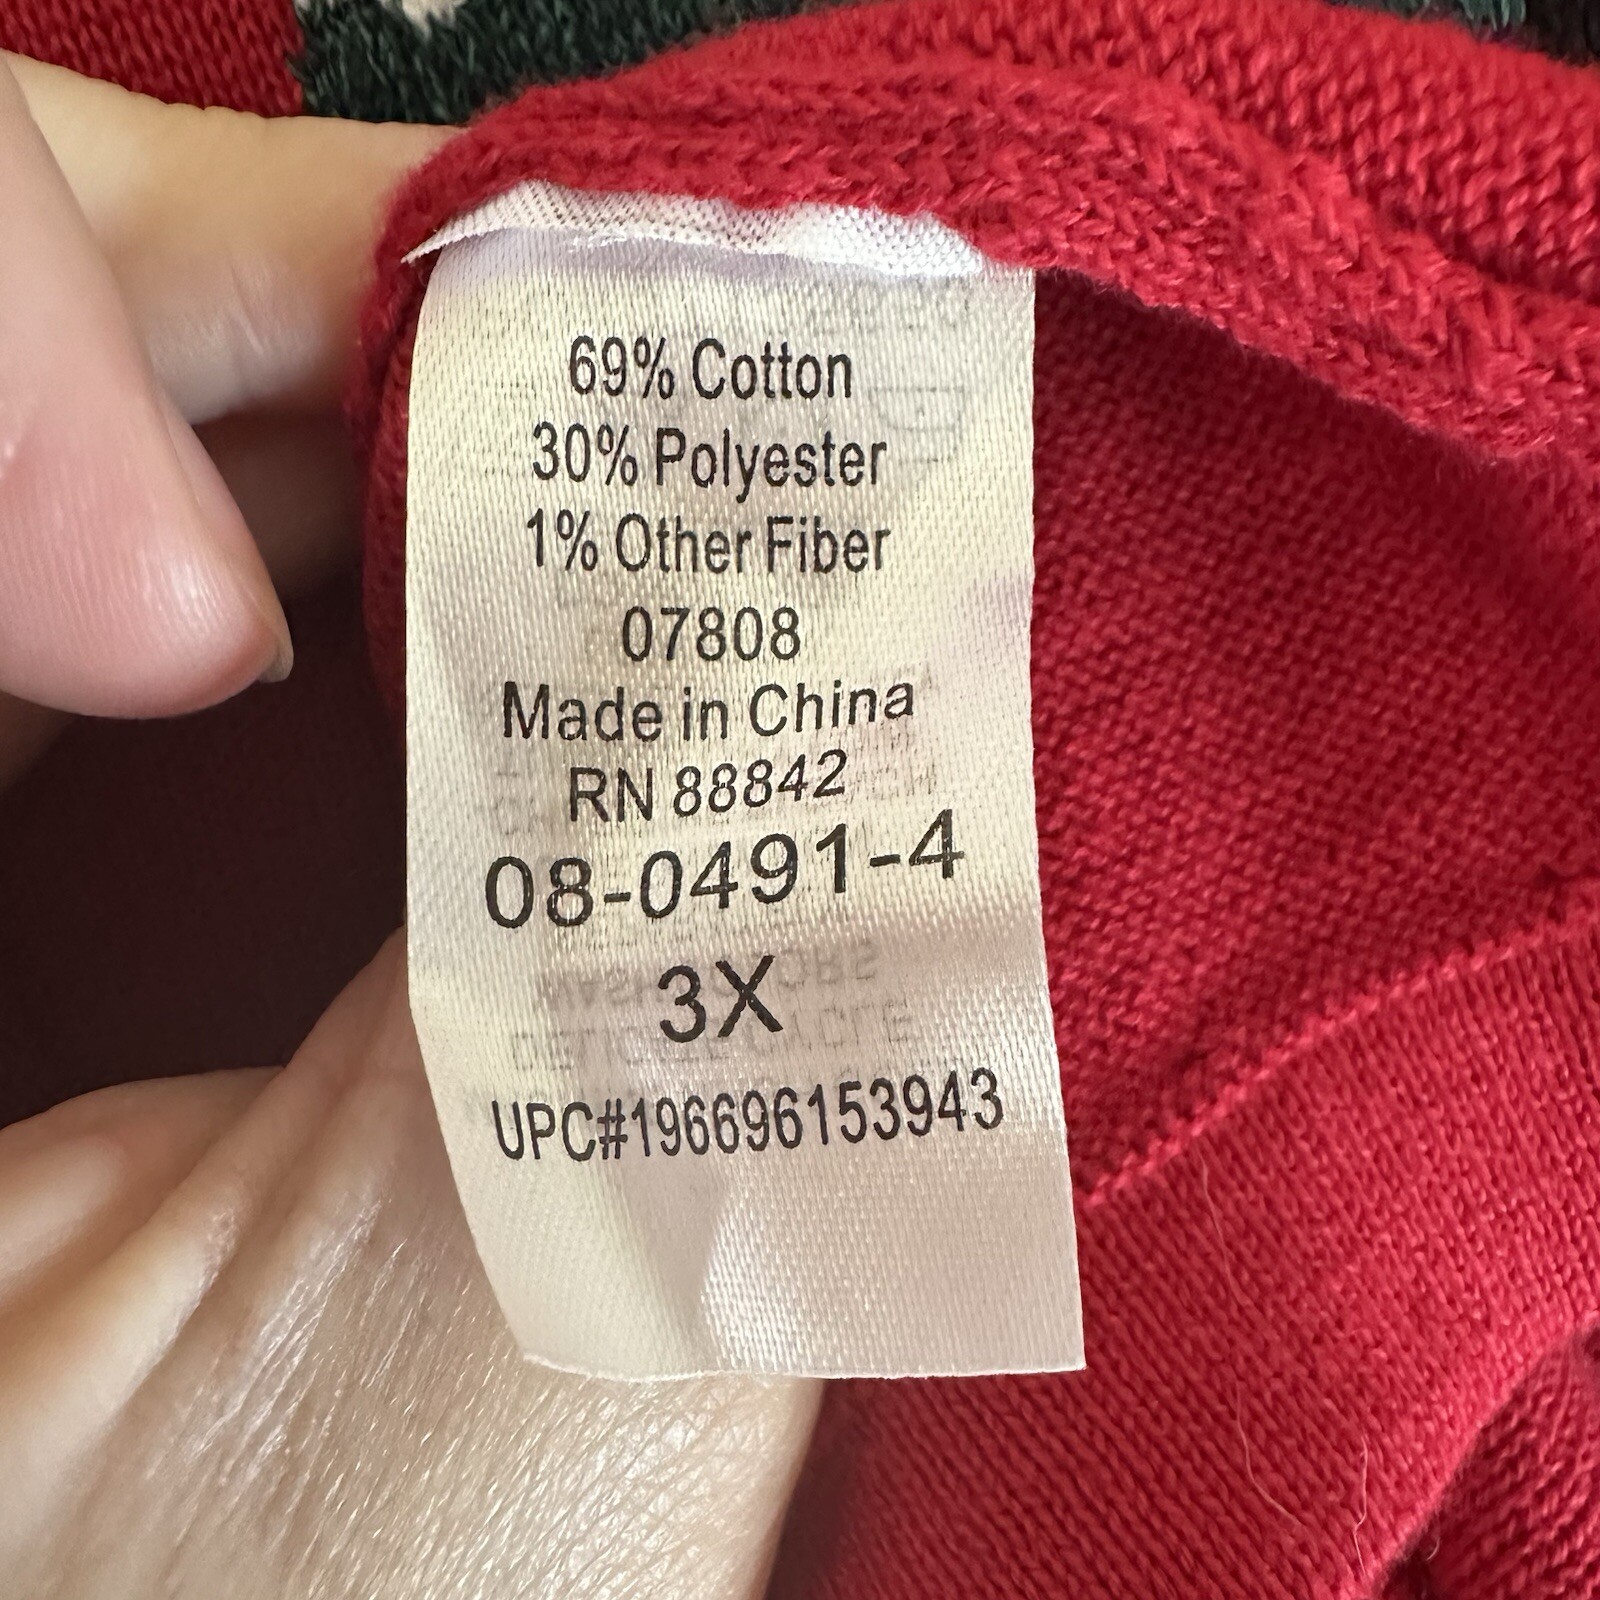 69% Cotton
30% Polyester
1% Other Fiber
07808
Made in China
RN 88842
08-0491-4
3X
UPC#196696153943